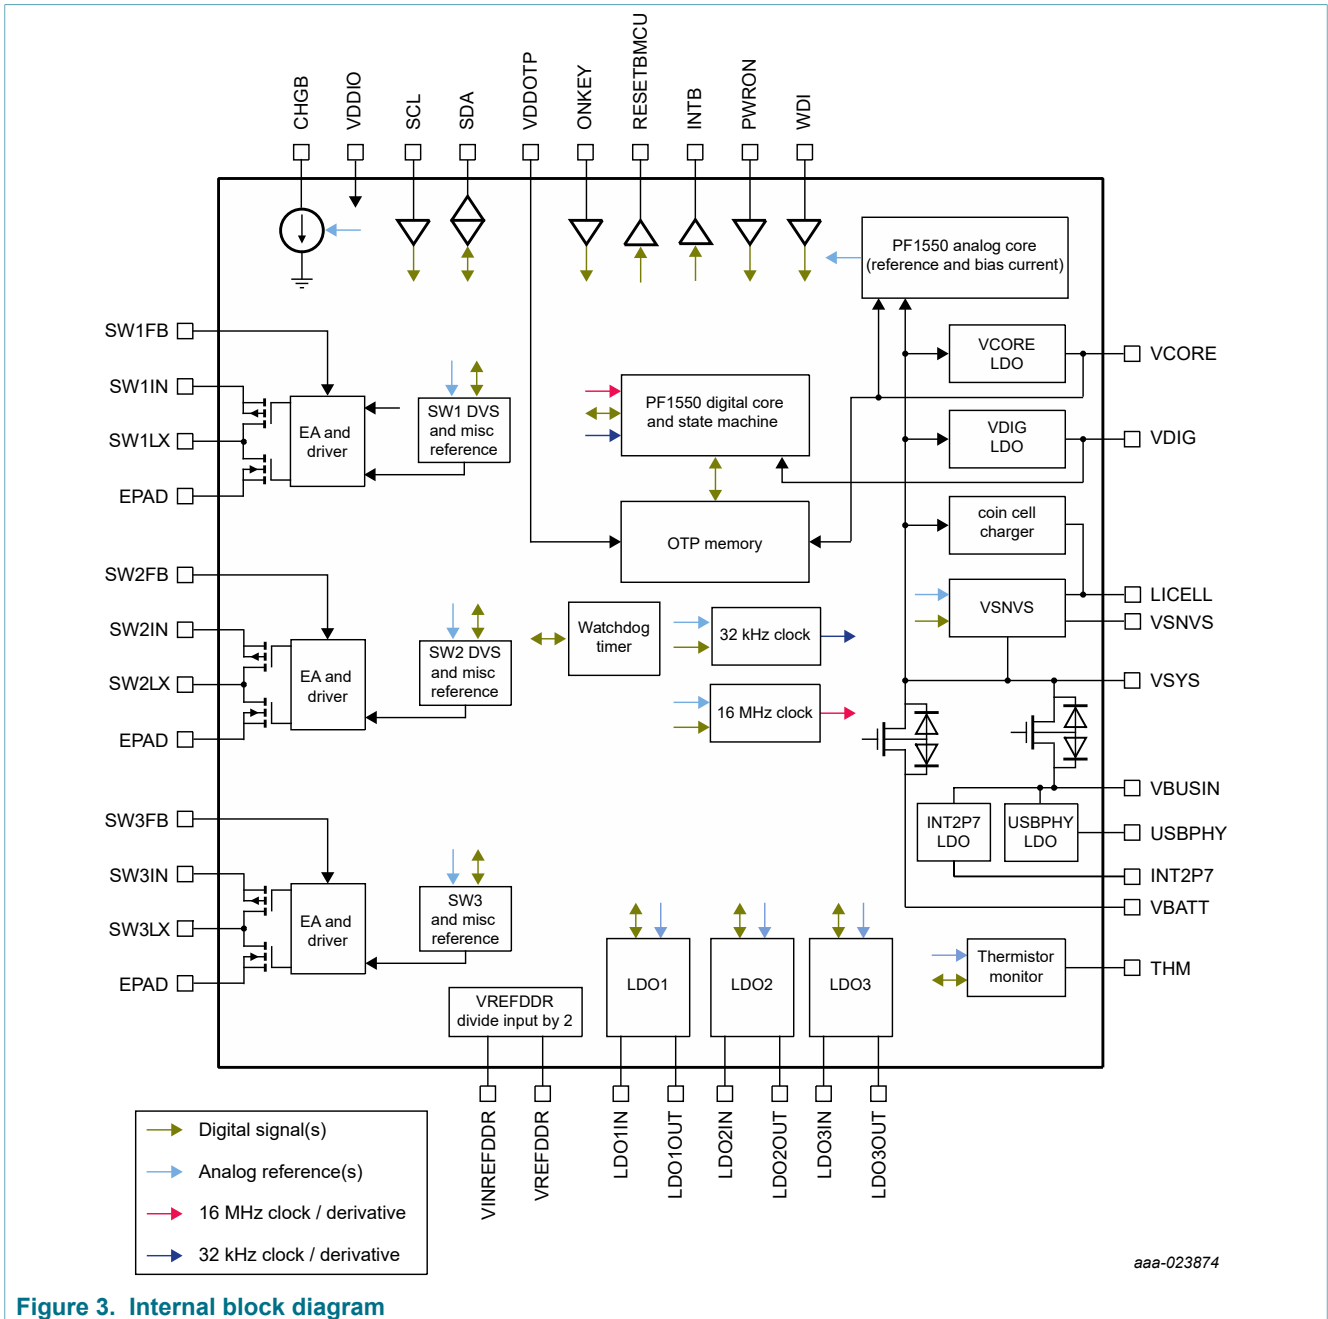 CHGB
VDDIO
SCL
SDA
VDDOTP
ONKEY
RESETBMCU
INTB
PWRON
WDI
PF1550 analog core
(reference and bias current)
SW1FB
SW1IN
SW1LX
EPAD
EA and
driver
SW1 DVS
and misc
reference
PF1550 digital core
and state machine
OTP memory
VCORE
LDO
VCORE
VDIG
LDO
VDIG
coin cell
charger
VSNVS
LICELL
VSNVS
SW2FB
SW2IN
SW2LX
EPAD
EA and
driver
SW2 DVS
and misc
reference
Watchdog
timer
32 kHz clock
16 MHz clock
VSYS
VBUSIN
INT2P7
LDO
USBPHY
LDO
USBPHY
INT2P7
VBATT
SW3FB
SW3IN
SW3LX
EPAD
EA and
driver
SW3
and misc
reference
VREFDDR
divide input by 2
LDO1
LDO2
LDO3
Thermistor
monitor
THM
VINREFDDR
VREFDDR
LDO1IN
LDO1OUT
LDO2IN
LDO2OUT
LDO3IN
LDO3OUT
Digital signal(s)
Analog reference(s)
16 MHz clock / derivative
32 kHz clock / derivative
aaa-023874
Figure 3. Internal block diagram